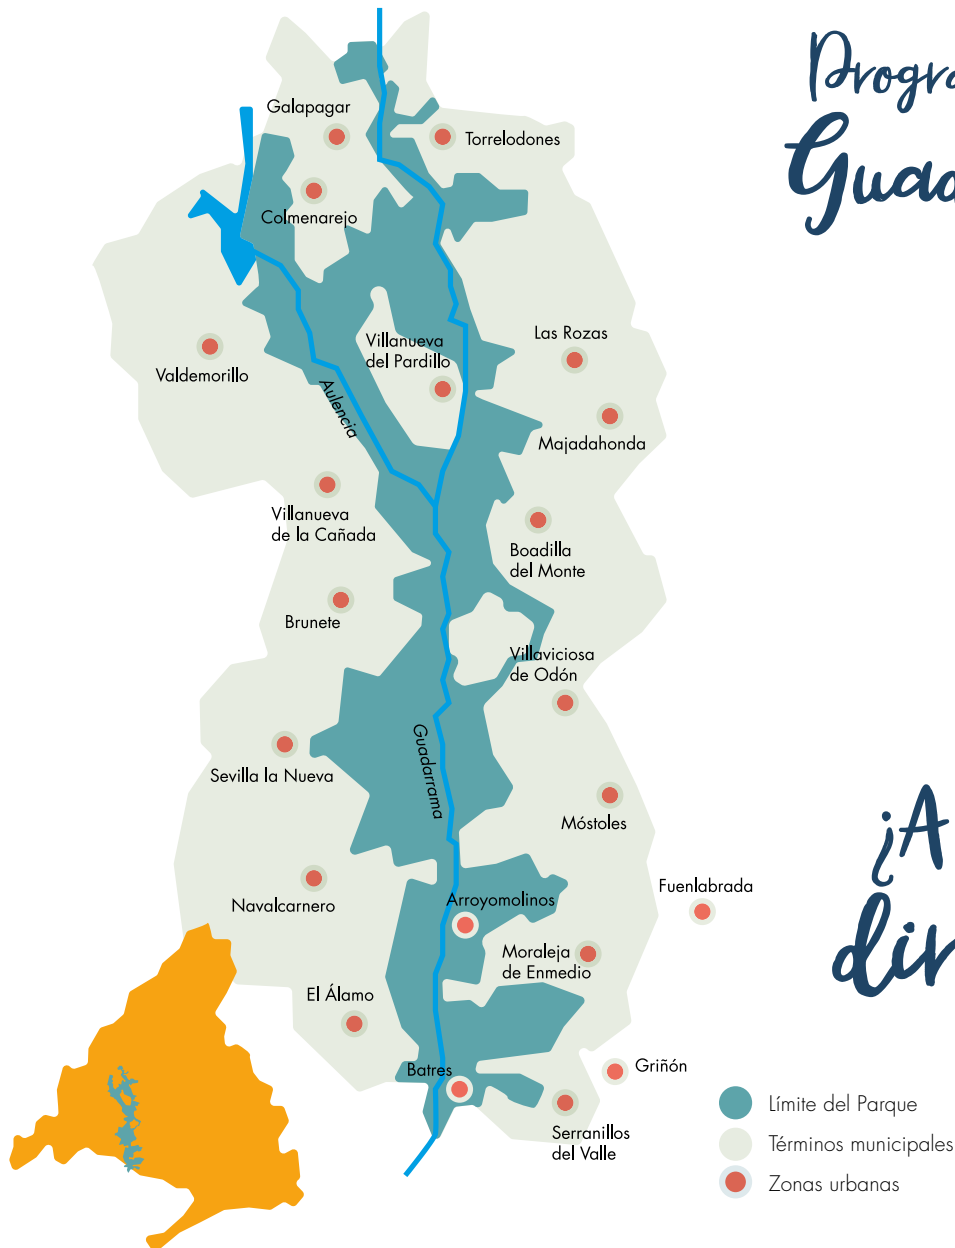 Progra
Guad
Galapagar
Torrelodones
Colmenarejo
Villanueva
del Pardillo
Las Rozas
Valdemorillo
Aulencia
Majadahonda
Villanueva
de la Cañada
Boadilla
del Monte
Brunete
Villaviciosa
de Odón
Guadarrama
Sevilla la Nueva
Móstoles
¡A
Fuenlabrada
Navalcarnero
Arroyomolinos
Moraleja
de Enmedio
El Álamo
Batres
Griñón
Límite del Parque
Serranillos
del Valle
Términos municipales
Zonas urbanas